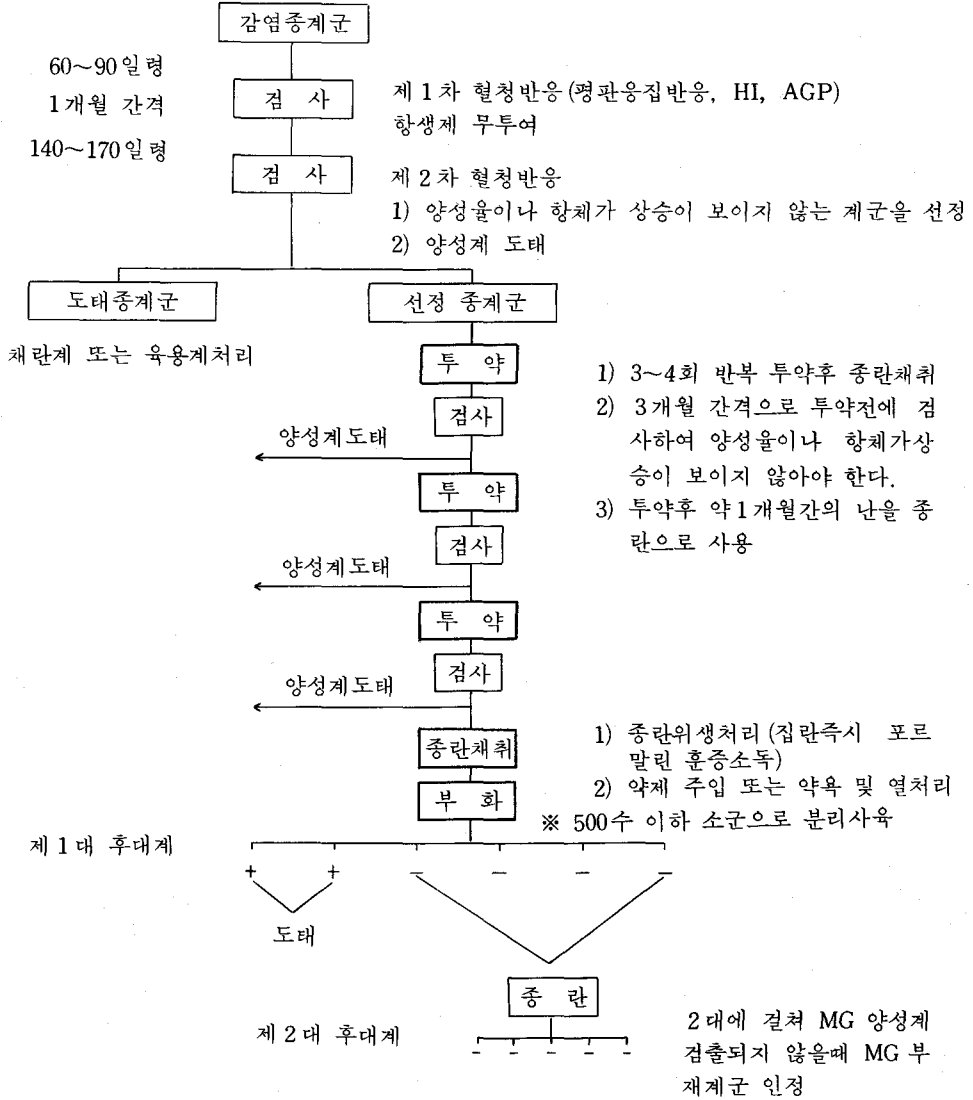 감염종계군
60~90일령
1개월 간격
검 사
제1차 혈청반응(평판응집반응, HI, AGP)
항생제 무투여
140~170일령
검 사
제2차 혈청반응
1) 양성율이나 항체가 상승이 보이지 않는 계군을 선정
2) 양성계 도태
도태종계군
선정 종계군
채란계 또는 육용계처리
투 약
1) 3~4회 반복 투약후 종란채취
2) 3개월 간격으로 투약전에 검
사하여 양성율이나 항체가상
승이 보이지 않아야 한다.
3) 투약후 약1개월간의 난을 종
란으로 사용
검사
양성계도태
투 약
검사
양성계도태
투 약
검사
양성계도태
종란채취
1) 종란위생처리(집란즉시 포르
말린 훈증소독)
2) 약제 주입 또는 약욕 및 열처리
부 화
※ 500수 이하 소군으로 분리사육
제1대 후대계
+ + − − − −
도태
종 란
제2대 후대계
− − − − −
2대에 걸쳐 MG 양성계
검출되지 않을때 MG 부
재계군 인정